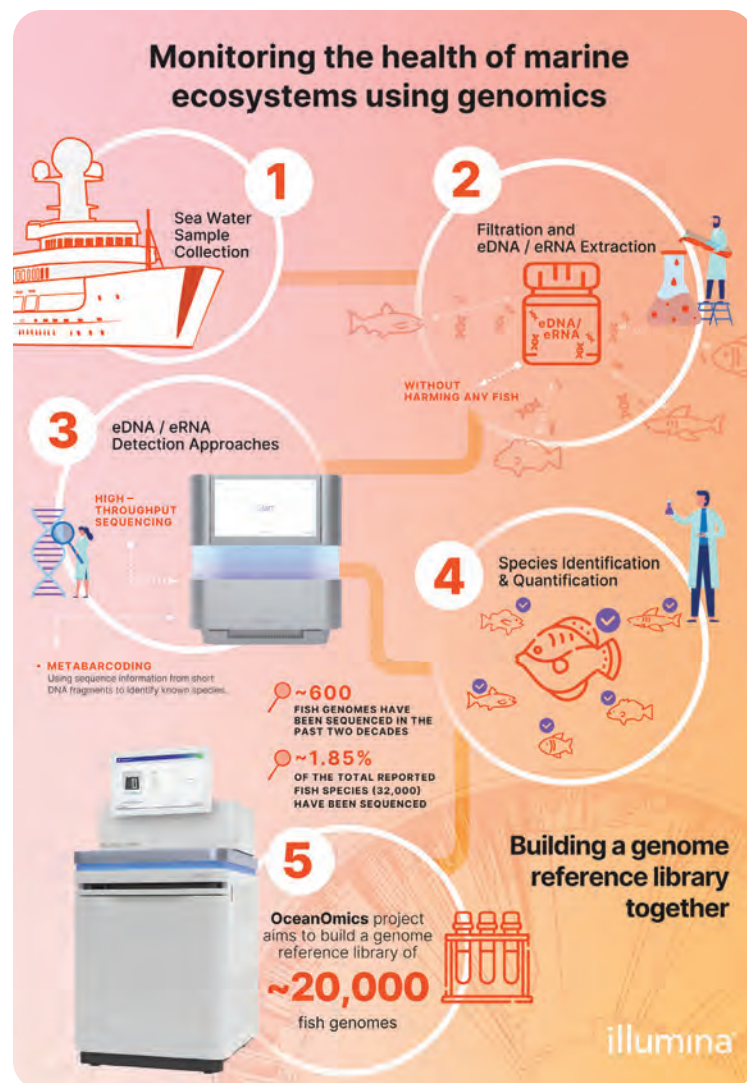 Monitoring the health of marine
ecosystems using genomics
1
Sea Water
Sample
Collection
2
Filtration and
eDNA / eRNA Extraction
eDNA/
eRNA
WITHOUT
HARMING ANY FISH
3
eDNA / eRNA
Detection Approaches
HIGH –
THROUGHPUT
SEQUENCING
• METABARCODING
Using sequence information from short
DNA fragments to identify known species.
4
Species Identification
& Quantification
~600
FISH GENOMES HAVE
BEEN SEQUENCED IN THE
PAST TWO DECADES
~1.85%
OF THE TOTAL REPORTED
FISH SPECIES (32,000)
HAVE BEEN SEQUENCED
5
OceanOmics project
aims to build a genome
reference library of
~20,000
fish genomes
Building a genome
reference library
together
illumina